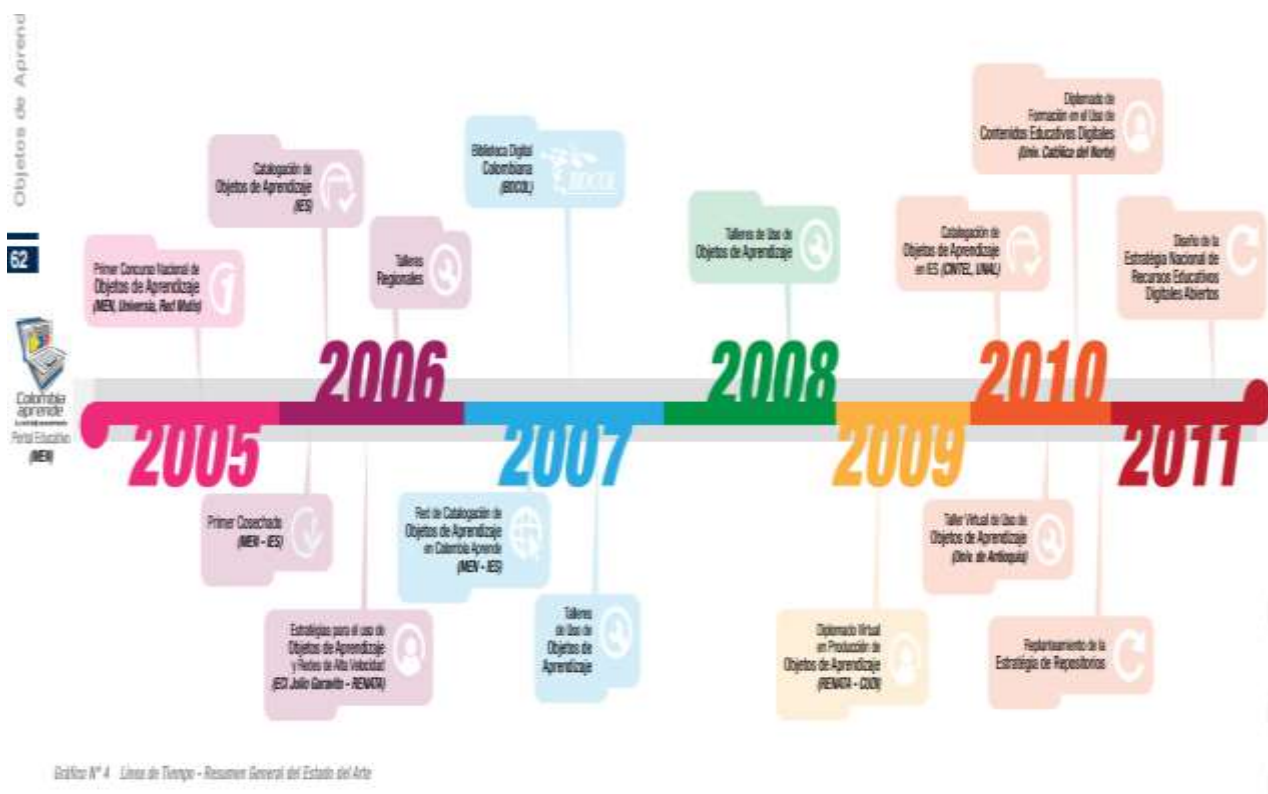 Objetos de Aprend
62
Colombia
aprende
Portal Educativo
(MEN)
Primer Concurso Nacional de
Objetos de Aprendizaje
(MEN, Universia, Red Mutis)
2005
Catalogación de
Objetos de Aprendizaje
(IES)
Talleres
Regionales
2006
Primer Cosechado
(MEN - IES)
Estratégias para el uso de
Objetos de Aprendizaje
y Redes de Alta Velocidad
(ECI Julio Garavito - RENATA)
Biblioteca Digital
Colombiana
(BDCOL)
BDCOL
2007
Red de Catalogación de
Objetos de Aprendizaje
en Colombia Aprende
(MEN - IES)
Talleres
de Uso de
Objetos de
Aprendizaje
Talleres de Uso de
Objetos de Aprendizaje
2008
2009
Diplomado Virtual
en Producción de
Objetos de Aprendizaje
(RENATA - CUDI)
Diplomado de
Formación en el Uso de
Contenidos Educativos Digitales
(Univ. Católica del Norte)
Catalogación de
Objetos de Aprendizaje
en IES (CINTEL, UNAL)
2010
Taller Virtual de Uso de
Objetos de Aprendizaje
(Univ. de Antioquia)
Replanteamiento de la
Estratégia de Repositorios
Diseño de la
Estratégia Nacional de
Recursos Educativos
Digitales Abiertos
2011
Gráfico N° 4 Línea de Tiempo - Resumen General del Estado del Arte